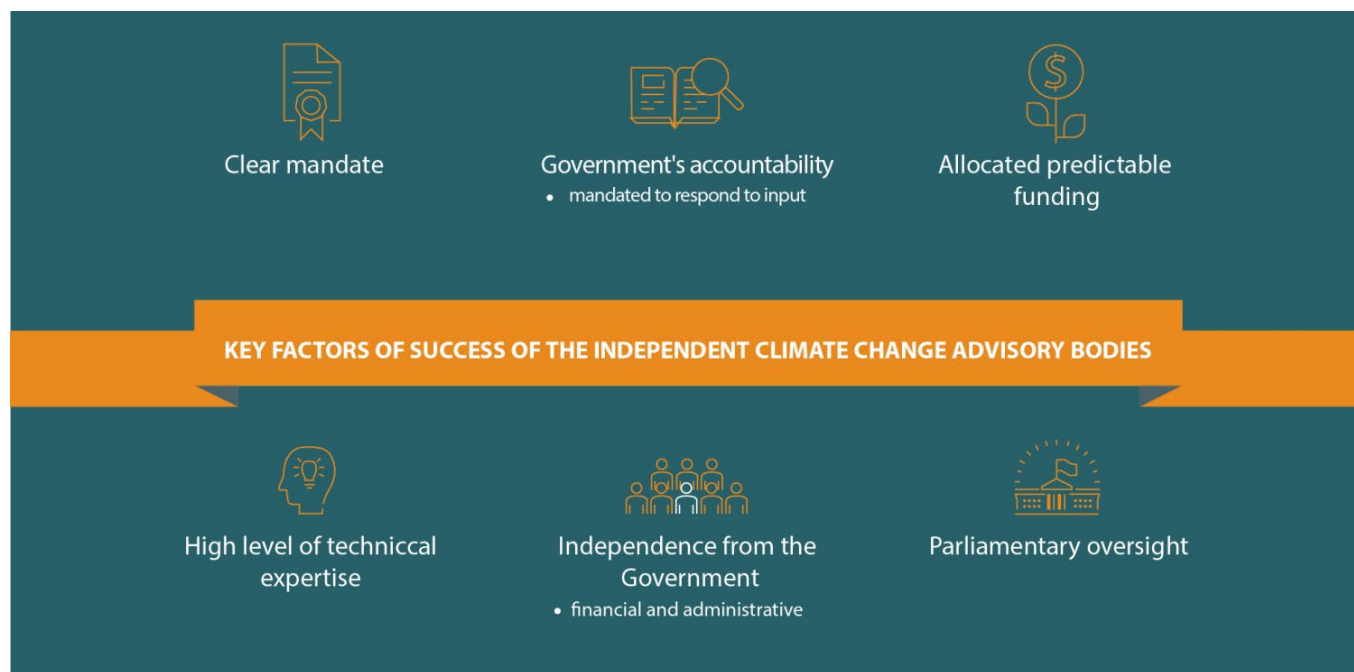 $
Clear mandate
Government's accountability
• mandated to respond to input
Allocated predictable
funding
KEY FACTORS OF SUCCESS OF THE INDEPENDENT CLIMATE CHANGE ADVISORY BODIES
High level of techniccal
expertise
Independence from the
Government
• financial and administrative
Parliamentary oversight